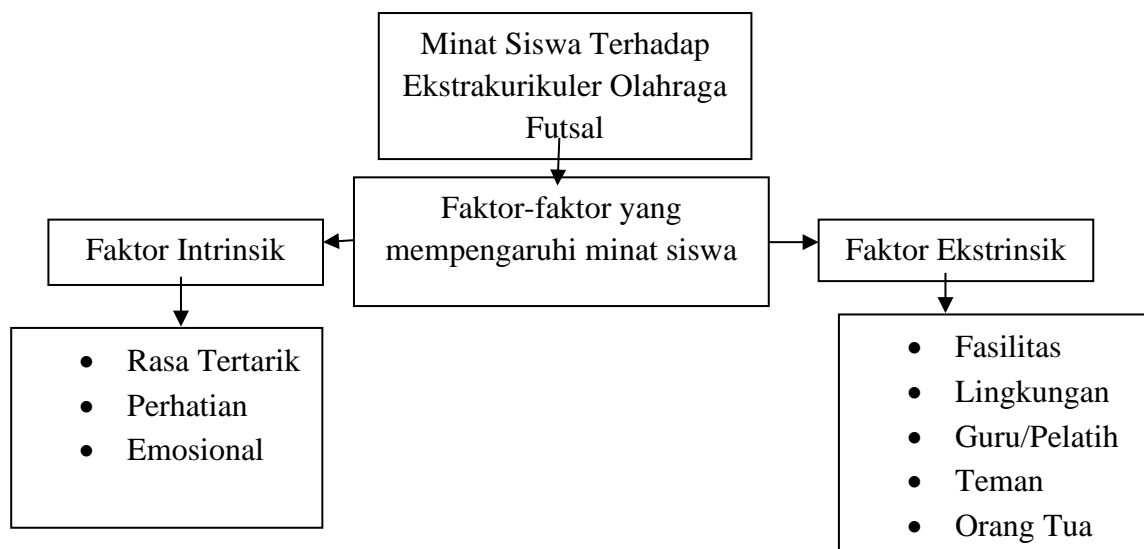 Minat Siswa Terhadap
Ekstrakurikuler Olahraga
Futsal
Faktor-faktor yang
mempengaruhi minat siswa
Faktor Intrinsik
Faktor Ekstrinsik
• Rasa Tertarik
• Perhatian
• Emosional
• Fasilitas
• Lingkungan
• Guru/Pelatih
• Teman
• Orang Tua